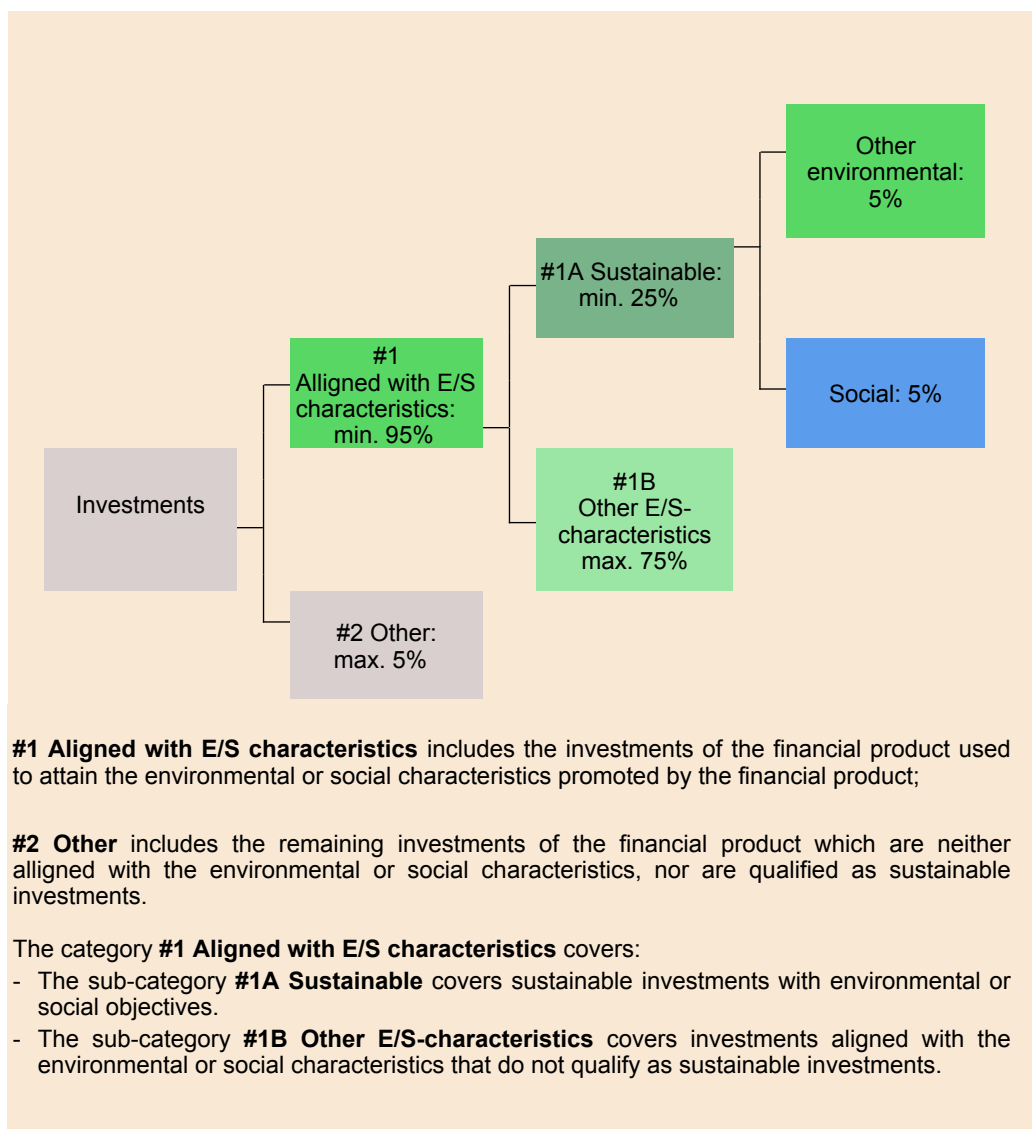 Other
environmental:
5%
#1A Sustainable:
min. 25%
#1
Alligned with E/S
characteristics:
min. 95%
Social: 5%
Investments
#1B
Other E/S-
characteristics
max. 75%
#2 Other:
max. 5%
#1 Aligned with E/S characteristics includes the investments of the financial product used
to attain the environmental or social characteristics promoted by the financial product;
#2 Other includes the remaining investments of the financial product which are neither
aligned with the environmental or social characteristics, nor are qualified as sustainable
investments.
The category #1 Aligned with E/S characteristics covers:
- The sub-category #1A Sustainable covers sustainable investments with environmental or
social objectives.
- The sub-category #1B Other E/S-characteristics covers investments aligned with the
environmental or social characteristics that do not qualify as sustainable investments.